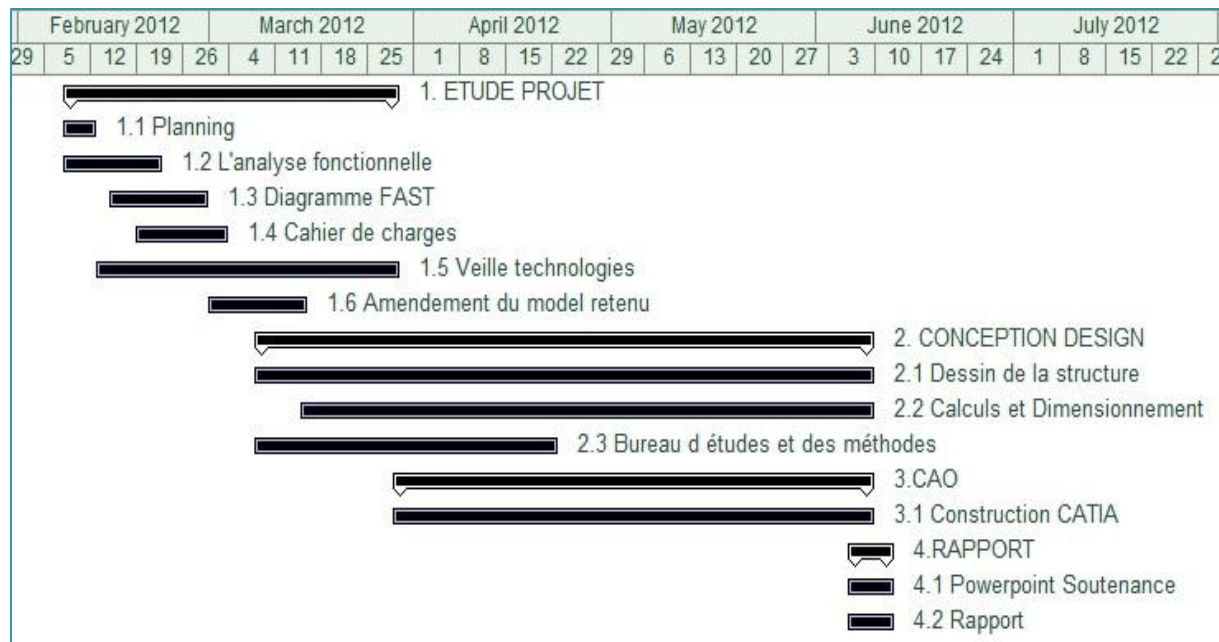 February 2012 March 2012 April 2012 May 2012 June 2012 July 2012
29 5 12 19 26 4 11 18 25 1 8 15 22 29 6 13 20 27 3 10 17 24 1 8 15 22 2
1. ETUDE PROJET
1.1 Planning
1.2 L'analyse fonctionnelle
1.3 Diagramme FAST
1.4 Cahier de charges
1.5 Veille technologies
1.6 Amendement du model retenu
2. CONCEPTION DESIGN
2.1 Dessin de la structure
2.2 Calculs et Dimensionnement
2.3 Bureau d études et des méthodes
3.CAO
3.1 Construction CATIA
4.RAPPORT
4.1 Powerpoint Soutenance
4.2 Rapport